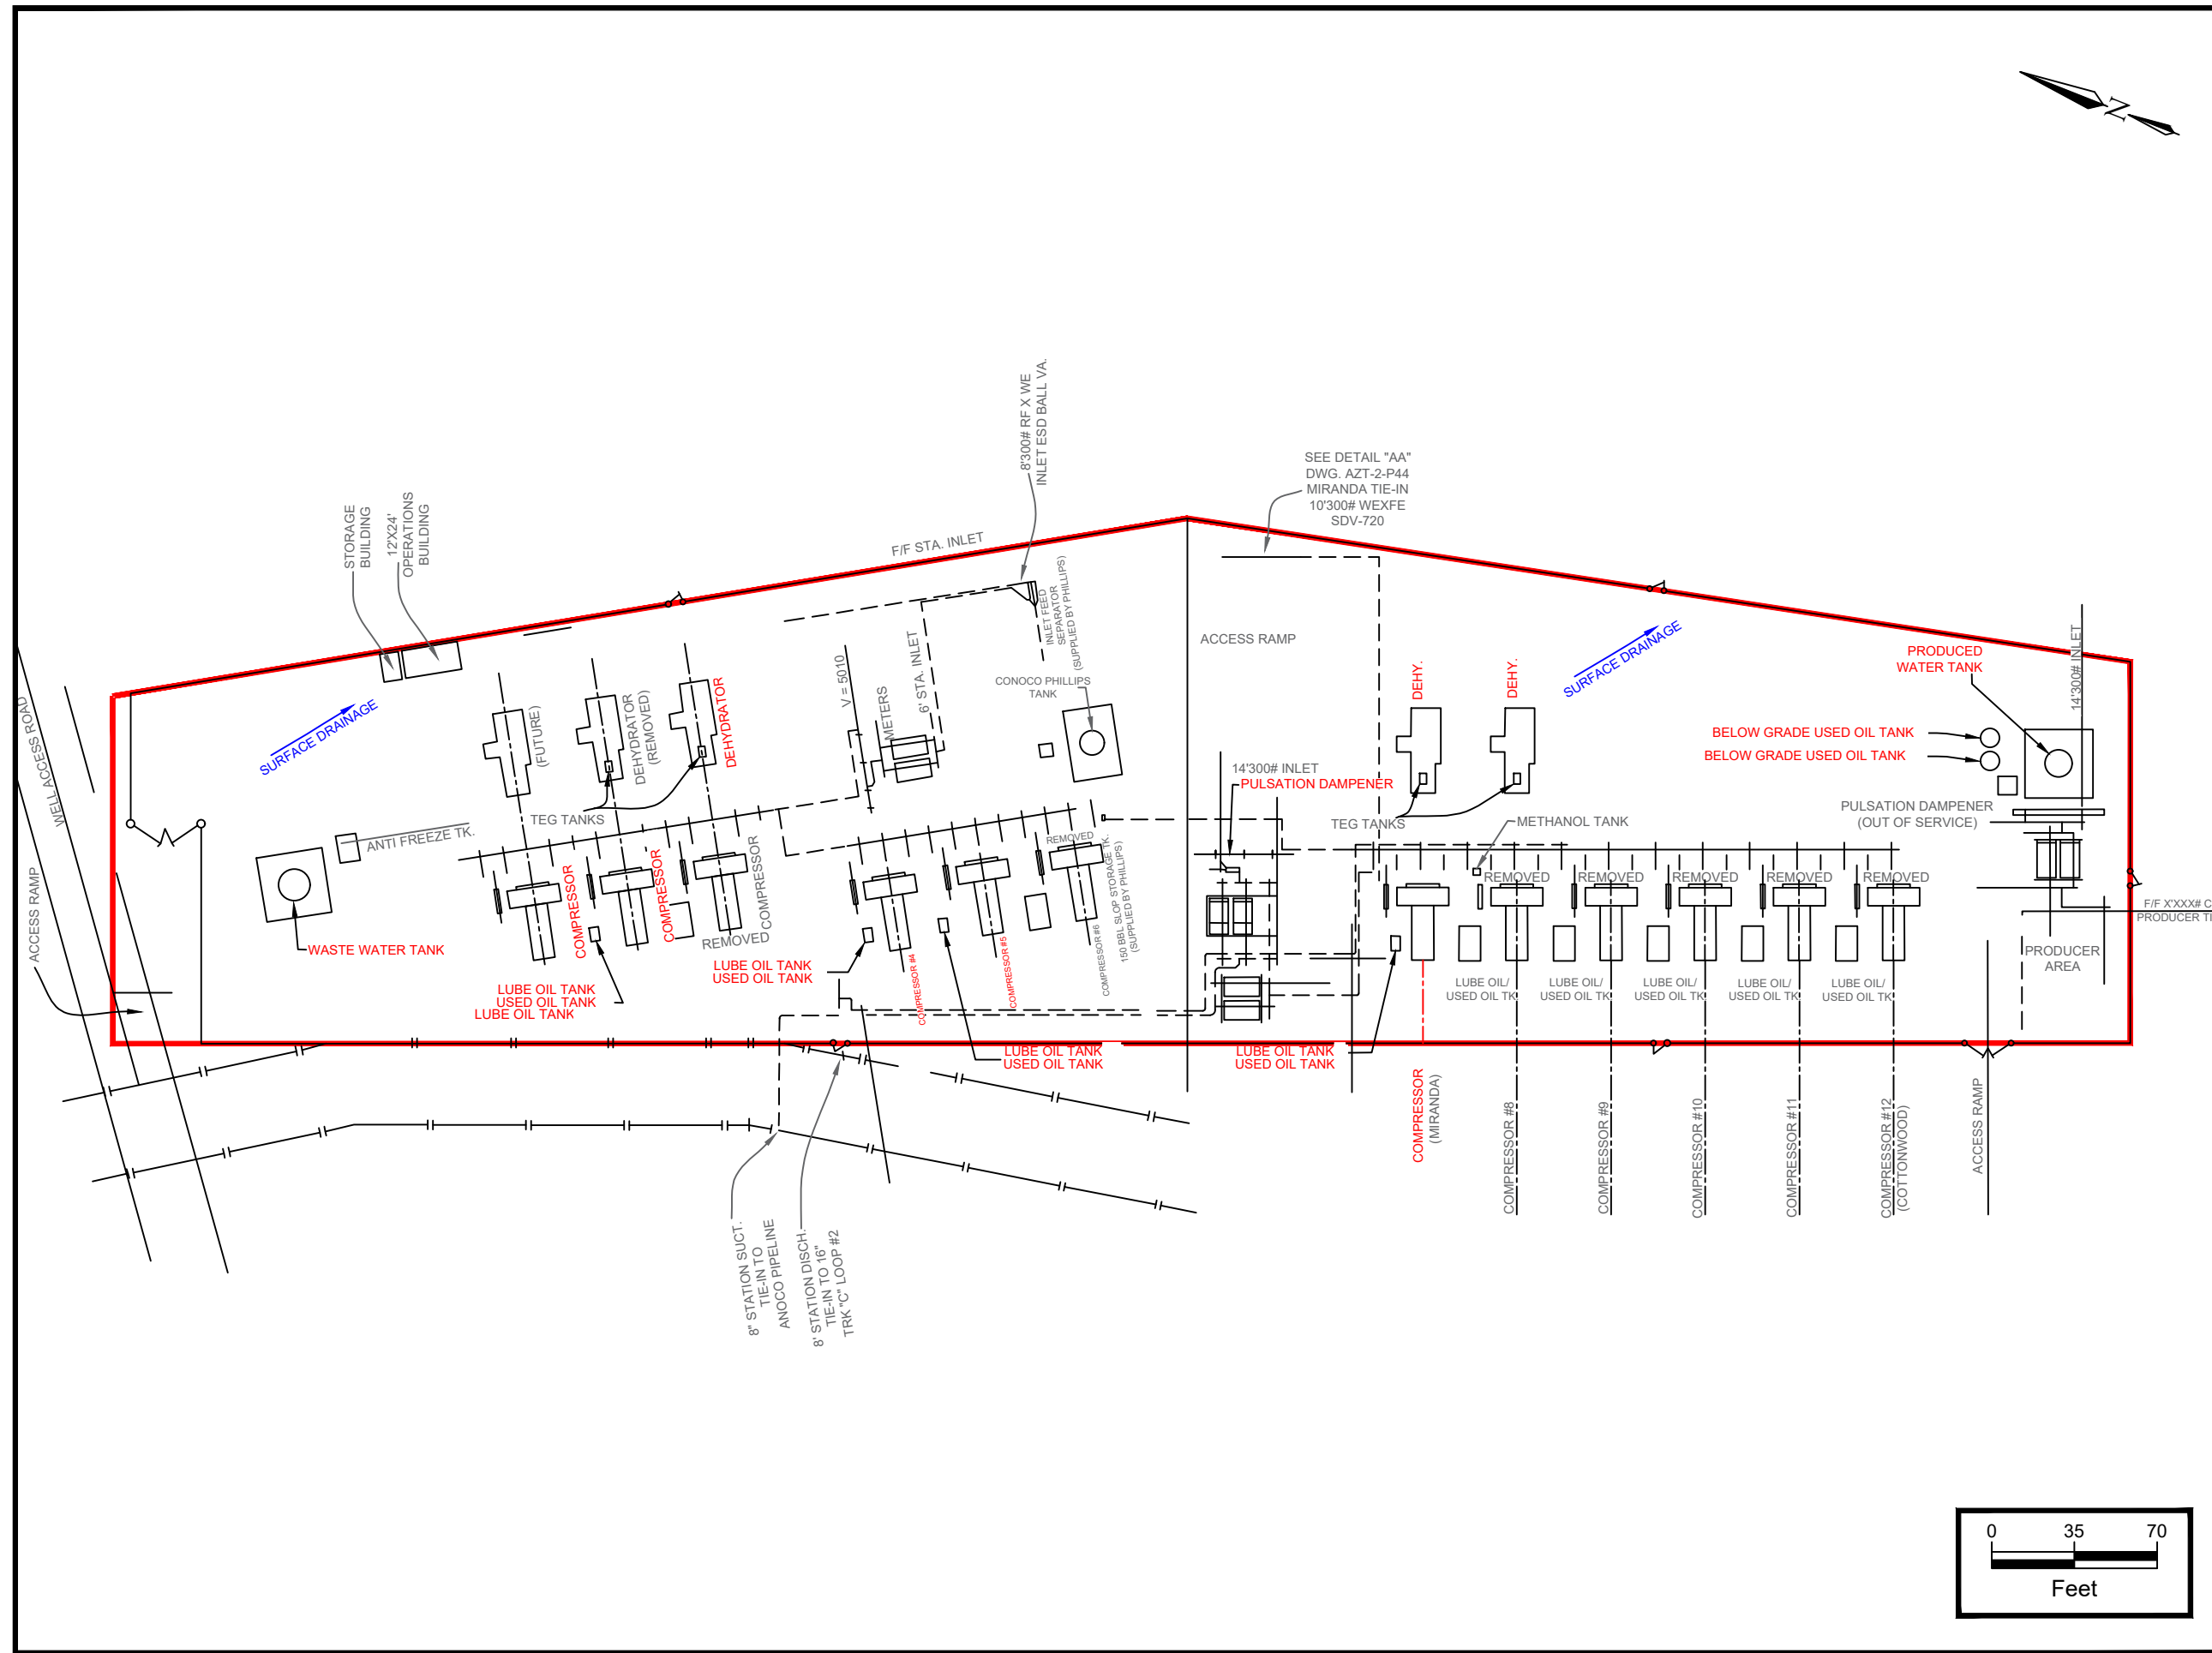 N
8'300# RF X WE
INLET ESD BALL VA.
SEE DETAIL "AA"
DWG. AZT-2-P44
MIRANDA TIE-IN
10'300# WEXFE
SDV-720
STORAGE
BUILDING
12'X24'
OPERATIONS
BUILDING
F/F STA. INLET
INLET FEED
SEPARATOR
(SUPPLIED BY PHILLIPS)
ACCESS RAMP
SURFACE DRAINAGE
PRODUCED
WATER TANK
14'300# INLET
WELL ACCESS ROAD
SURFACE DRAINAGE
(FUTURE)
DEHYDRATOR
(REMOVED)
DEHYDRATOR
V = 5010
METERS
6' STA. INLET
CONOCO PHILLIPS
TANK
DEHY.
DEHY.
BELOW GRADE USED OIL TANK
BELOW GRADE USED OIL TANK
14'300# INLET
PULSATION DAMPENER
TEG TANKS
TEG TANKS
METHANOL TANK
PULSATION DAMPENER
(OUT OF SERVICE)
ANTI FREEZE TK.
ACCESS RAMP
WASTE WATER TANK
COMPRESSOR
COMPRESSOR
COMPRESSOR
REMOVED
REMOVED
150 BBL SLOP STORAGE TK.
(SUPPLIED BY PHILLIPS)
REMOVED
REMOVED
REMOVED
REMOVED
REMOVED
F/F X'XXX# C
PRODUCER TI
PRODUCER
AREA
LUBE OIL TANK
USED OIL TANK
LUBE OIL TANK
LUBE OIL TANK
USED OIL TANK
COMPRESSOR #4
COMPRESSOR #5
COMPRESSOR #6
LUBE OIL/
USED OIL TK
LUBE OIL/
USED OIL TK
LUBE OIL/
USED OIL TK
LUBE OIL/
USED OIL TK
LUBE OIL/
USED OIL TK
LUBE OIL TANK
USED OIL TANK
LUBE OIL TANK
USED OIL TANK
COMPRESSOR
(MIRANDA)
COMPRESSOR #8
COMPRESSOR #9
COMPRESSOR #10
COMPRESSOR #11
COMPRESSOR #12
(COTTONWOOD)
ACCESS RAMP
8" STATION SUCT.
TIE-IN TO
ANOCO PIPELINE
8' STATION DISCH.
TIE-IN TO 16"
TRK "C" LOOP #2
0 35 70
Feet